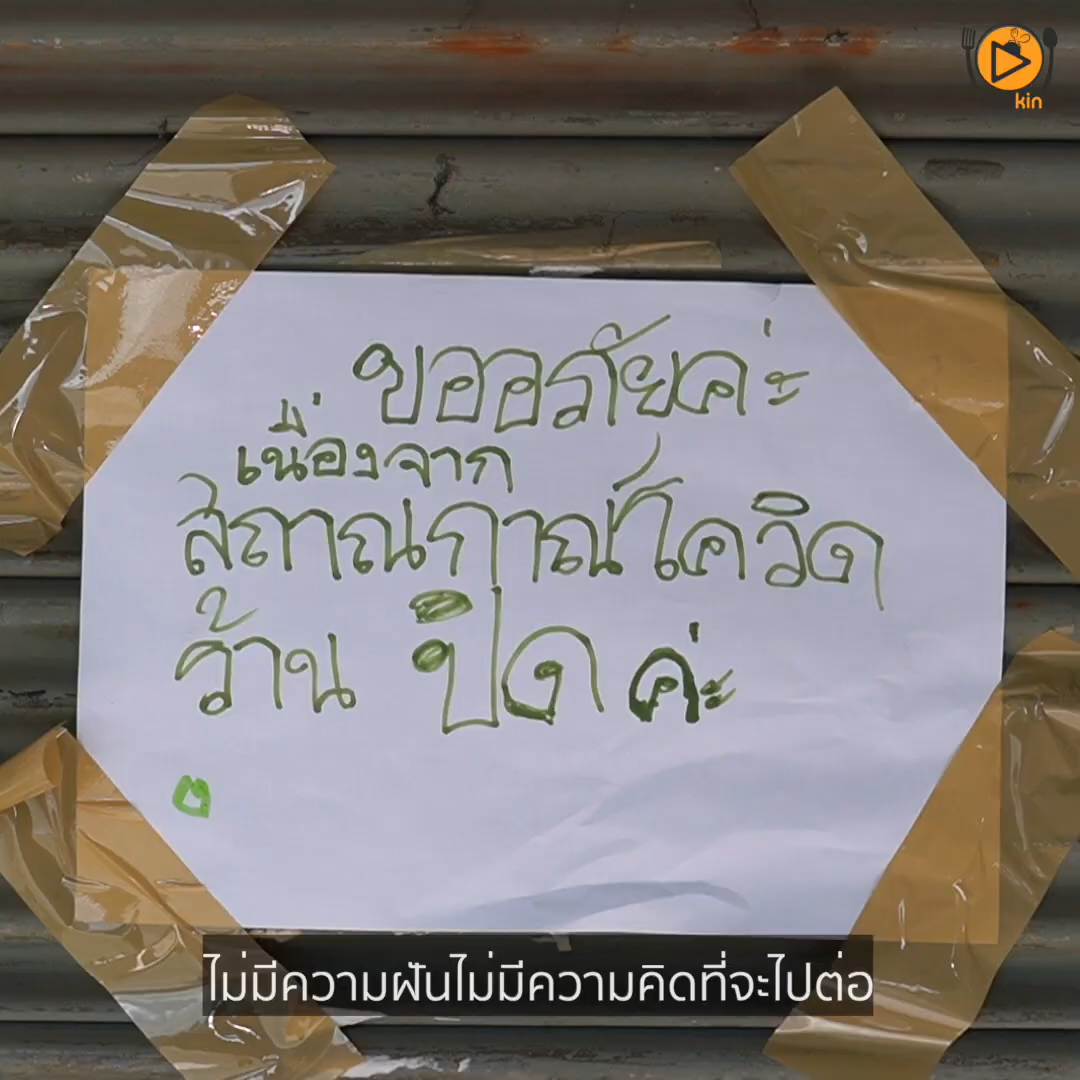 kin
ขออภัยค่ะ
เนื่องจาก
สถาณกาณ์โควิด
ร้าน ปิด ค่ะ
ไม่มีความฝันไม่มีความคิดที่จะไปต่อ